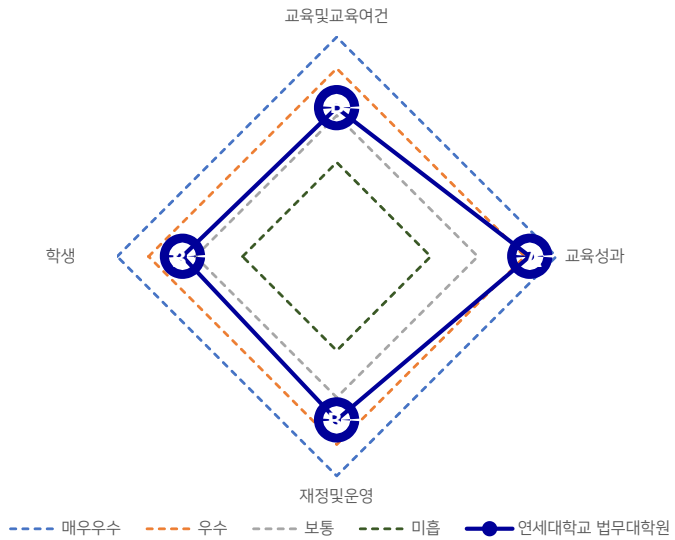 교육및교육여건
학생
교육성과
재정및운영
매우우수
우수
보통
미흡
연세대학교 법무대학원